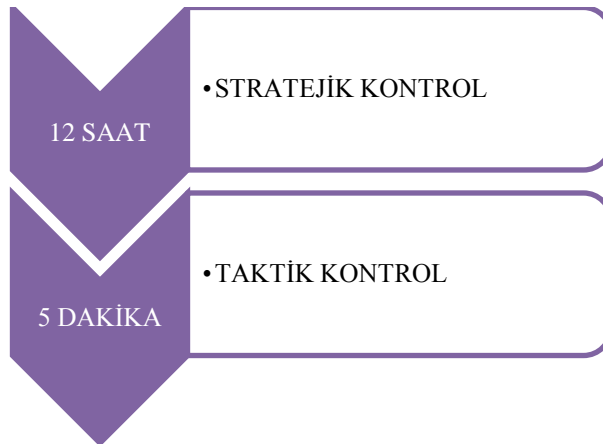 12 SAAT
•STRATEJİK KONTROL
5 DAKİKA
•TAKTİK KONTROL